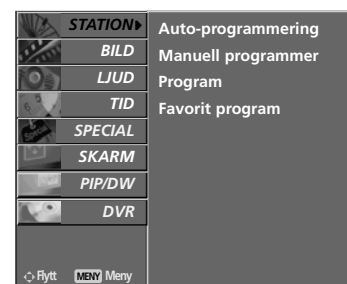 STATION
BILD
LJUD
TID
SPECIAL
SKARM
PIP/DW
DVR
Flytt MENY Meny
Auto-programmering
Manuell programmer
Program
Favorit program